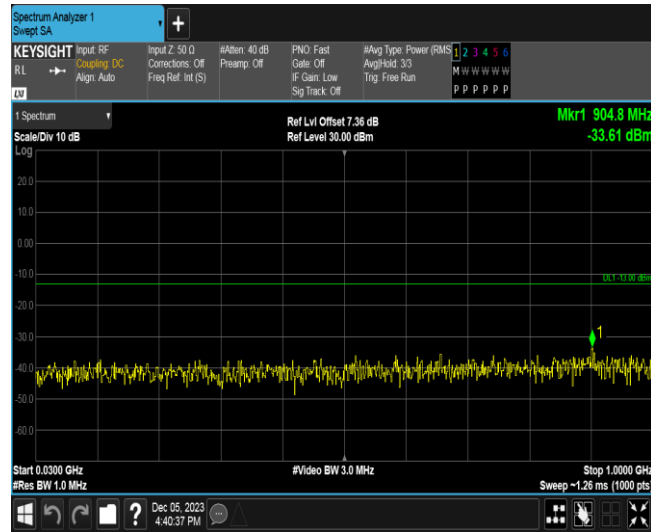 Spectrum Analyzer 1
Swept SA
+
KEYSIGHT
RL
LXI
Input: RF
Coupling: DC
Align: Auto
Input Z: 50 Ω
Corrections: Off
Freq Ref: Int (S)
#Atten: 40 dB
Preamp: Off
PNO: Fast
Gate: Off
IF Gain: Low
Sig Track: Off
#Avg Type: Power (RMS
Avg|Hold: 3/3
Trig: Free Run
1 2 3 4 5 6
M W W W W W
P P P P P P
1 Spectrum
Scale/Div 10 dB
Log
Ref Lvl Offset 7.36 dB
Ref Level 30.00 dBm
Mkr1 904.8 MHz
-33.61 dBm
20.0
10.0
0.00
-10.0
DL1 -13.00 dBm
-20.0
-30.0
1
-40.0
-50.0
-60.0
Start 0.0300 GHz
#Res BW 1.0 MHz
#Video BW 3.0 MHz
Stop 1.0000 GHz
Sweep ~1.26 ms (1000 pts)
?
Dec 05, 2023
4:40:37 PM